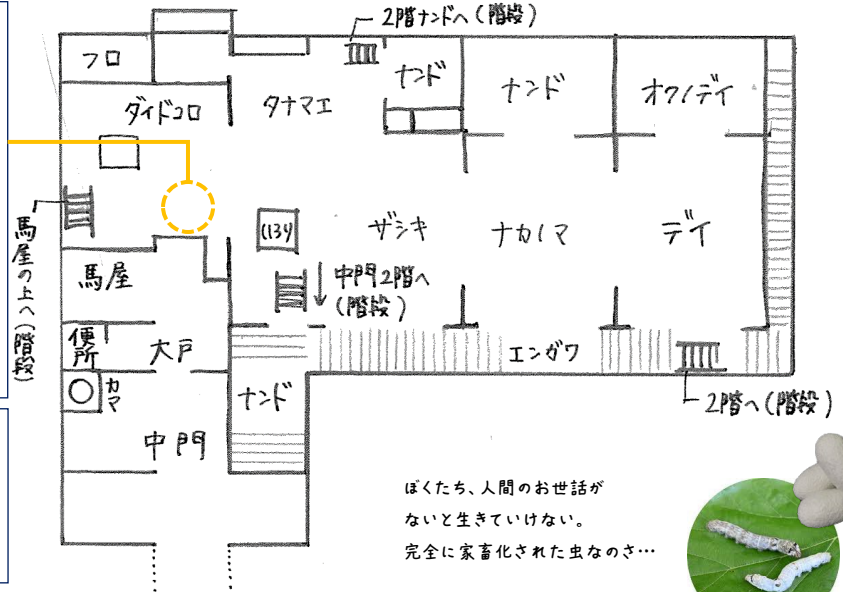 2階ナンドへ(階段)
フロ
ナンド
ナンド
オクノデイ
ダイドコロ
タナマエ
ザシキ
ナカノマ
デイ
馬屋の上へ(階段)
馬屋
中門2階へ
(階段)
便所
大戸
エンガワ
カマ
ナンド
2階へ(階段)
中門
ぼくたち、人間のお世話が
ないと生きていけない。
完全に家畜化された虫なのさ…